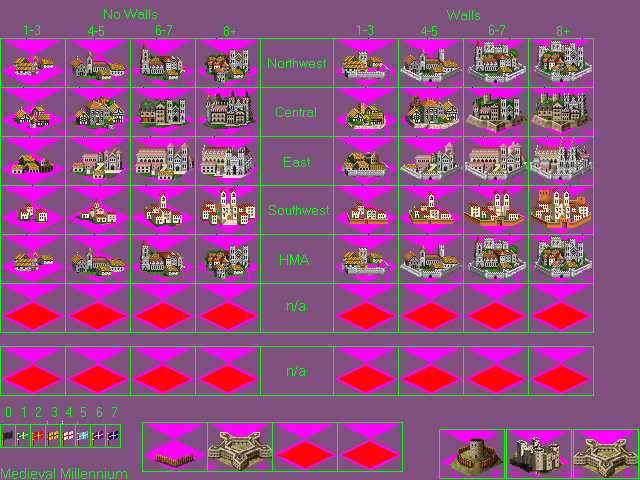 No Walls Walls
1-3 4-5 6-7 8+ 1-3 4-5 6-7 8+
Northwest
Central
East
Southwest
HMA
n/a
n/a
0 1 2 3 4 5 6 7
Medieval Millennium